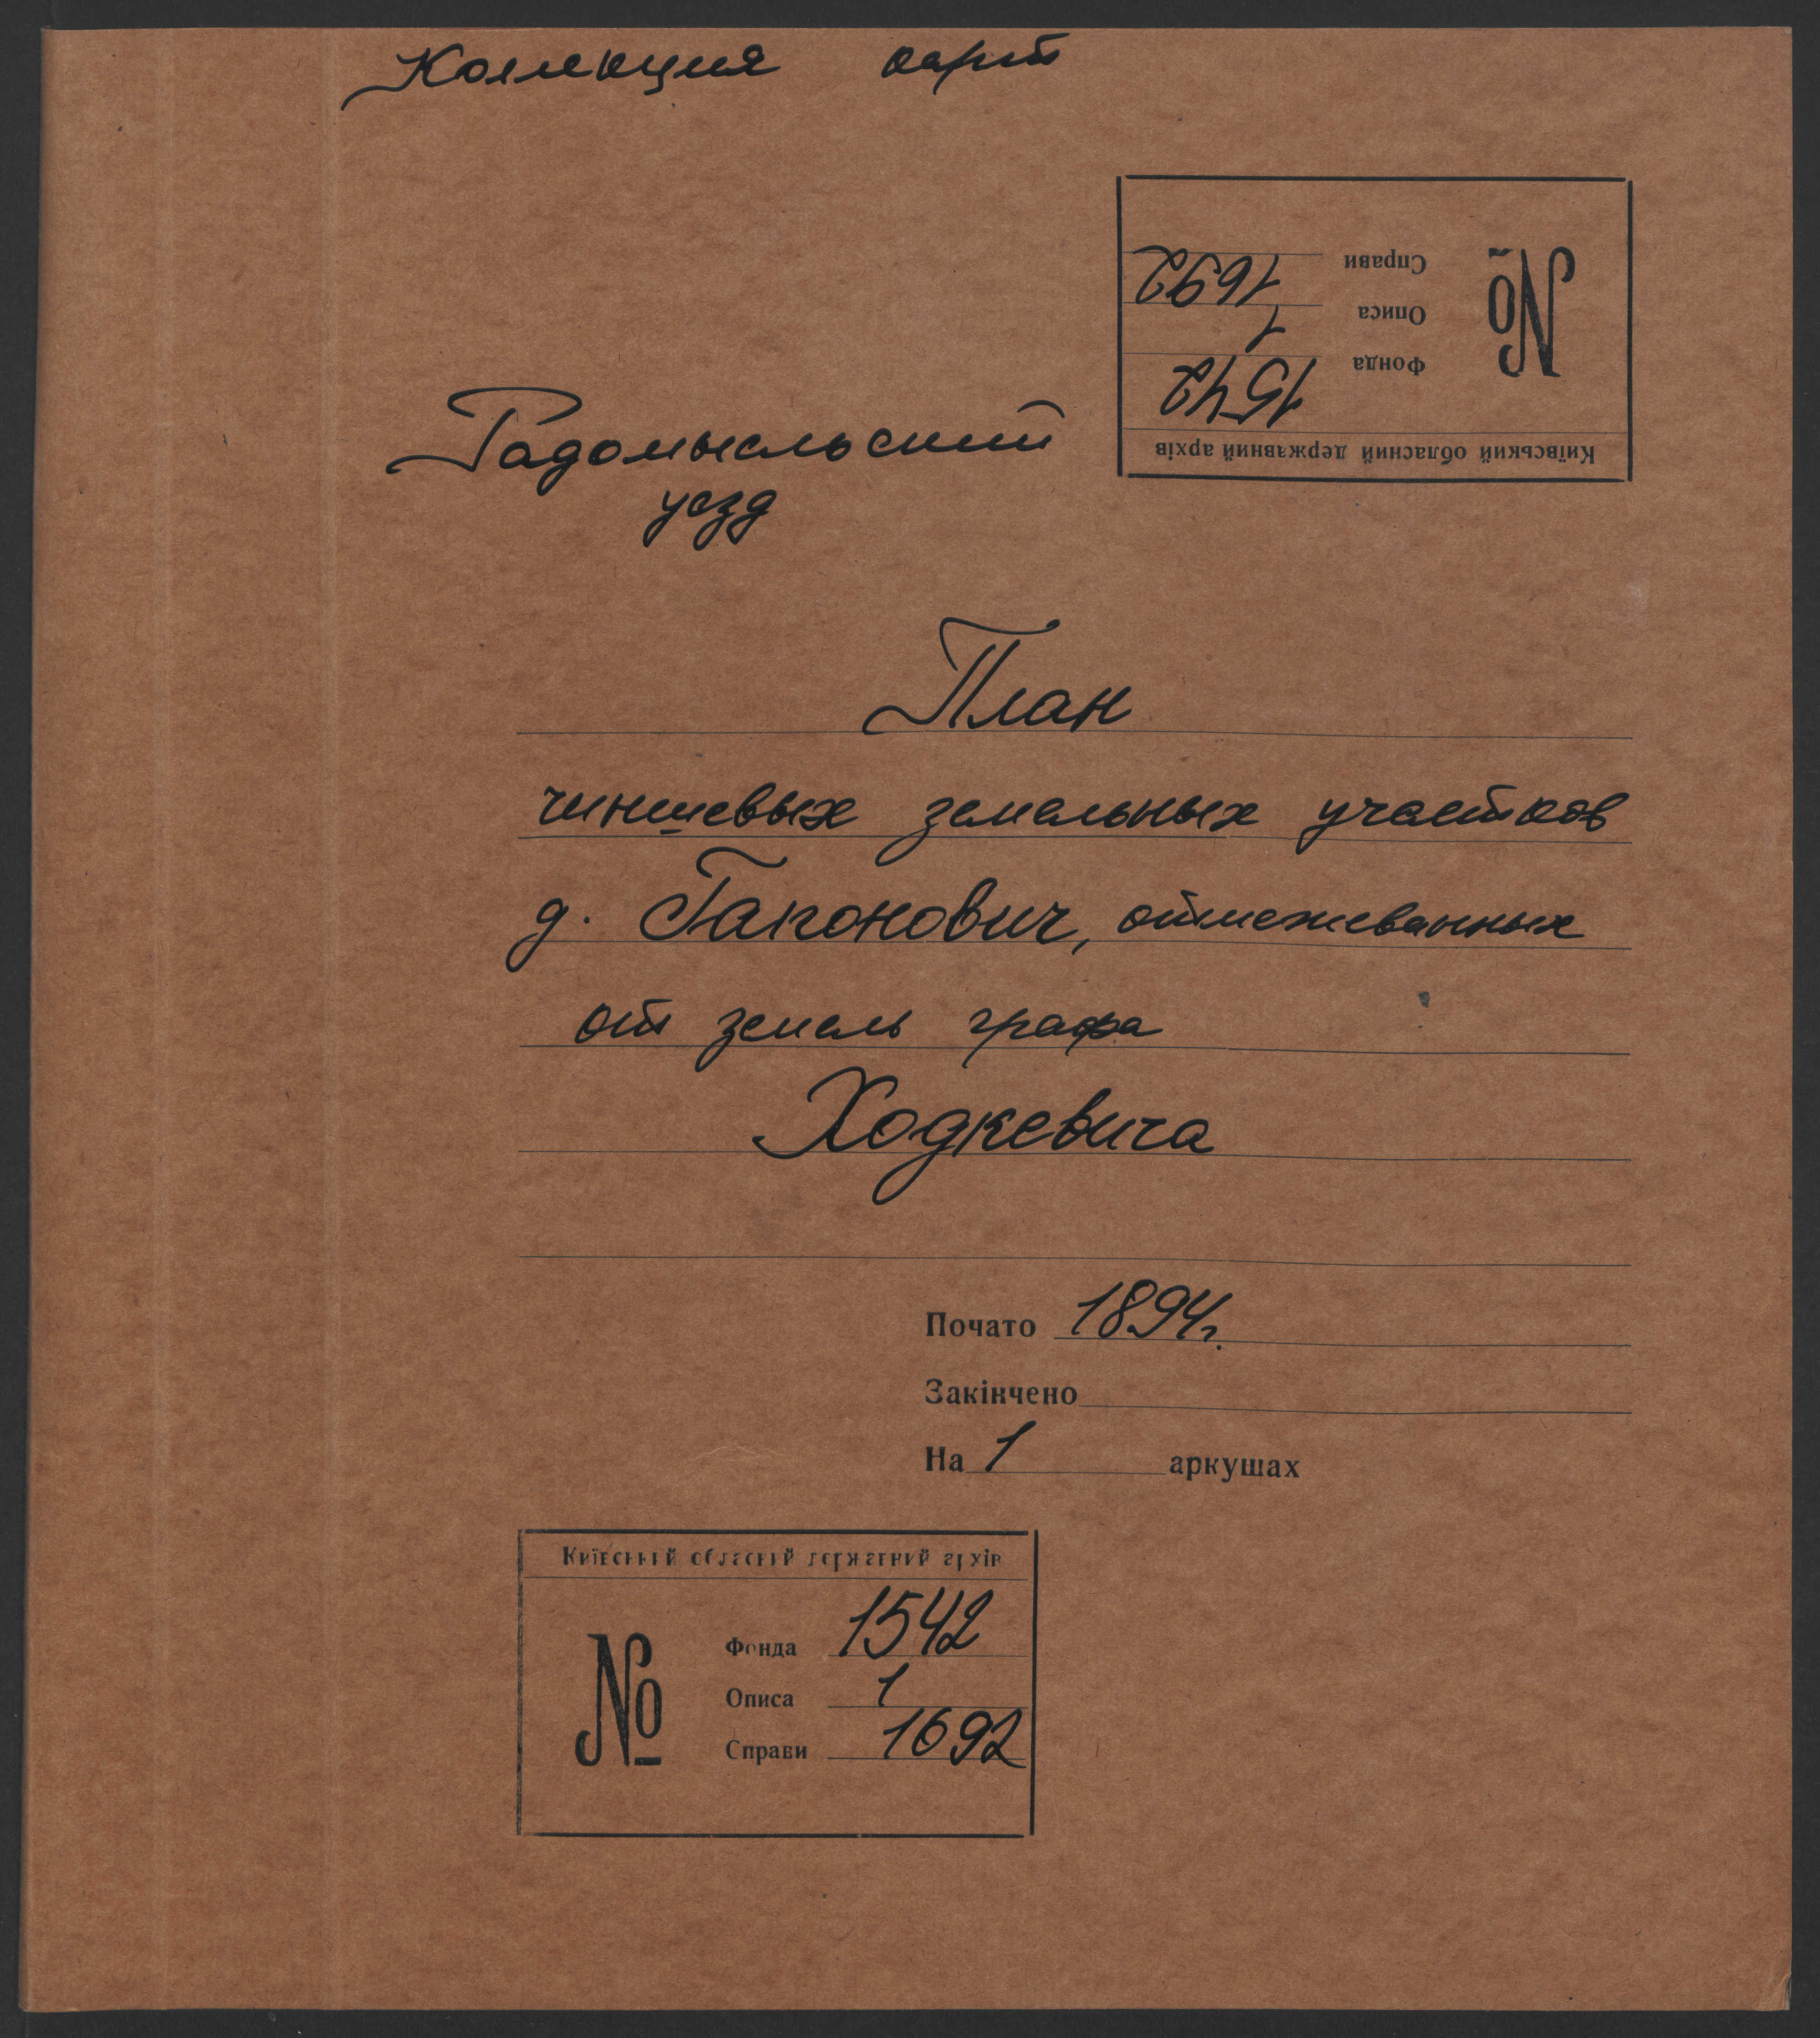 Коллекция карт
Справи 1692
Описа 1
Фонда 1542
№
Київський обласний державний архів
Радомысльский
уезд
План
чиншевых земельных участков
д. Гапонович, отмежеванных
от земель графа
Ходкевича
Почато 1894г.
Закінчено
На 1 аркушах
Київський обласний державний архів
№
Фонда 1542
Описа 1
Справи 1692